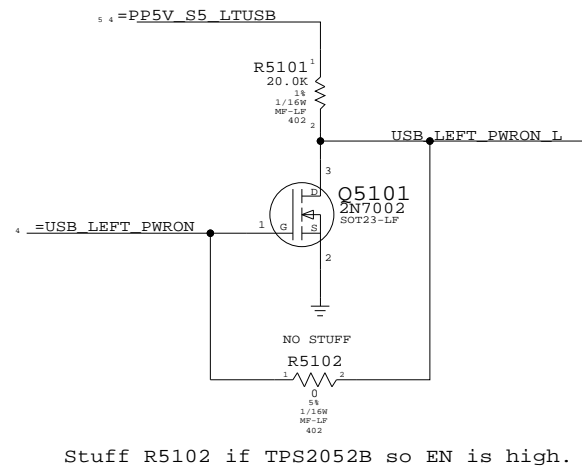 5 4 =PP5V_S5_LTUSB
1
R5101
20.0K
1%
1/16W
MF-LF
402
2
USB_LEFT_PWRON_L
3
D
Q5101
2N7002
SOT23-LF
4 =USB_LEFT_PWRON
1
G
S
2
NO STUFF
R5102
1
2
0
5%
1/16W
MF-LF
402
Stuff R5102 if TPS2052B so EN is high.